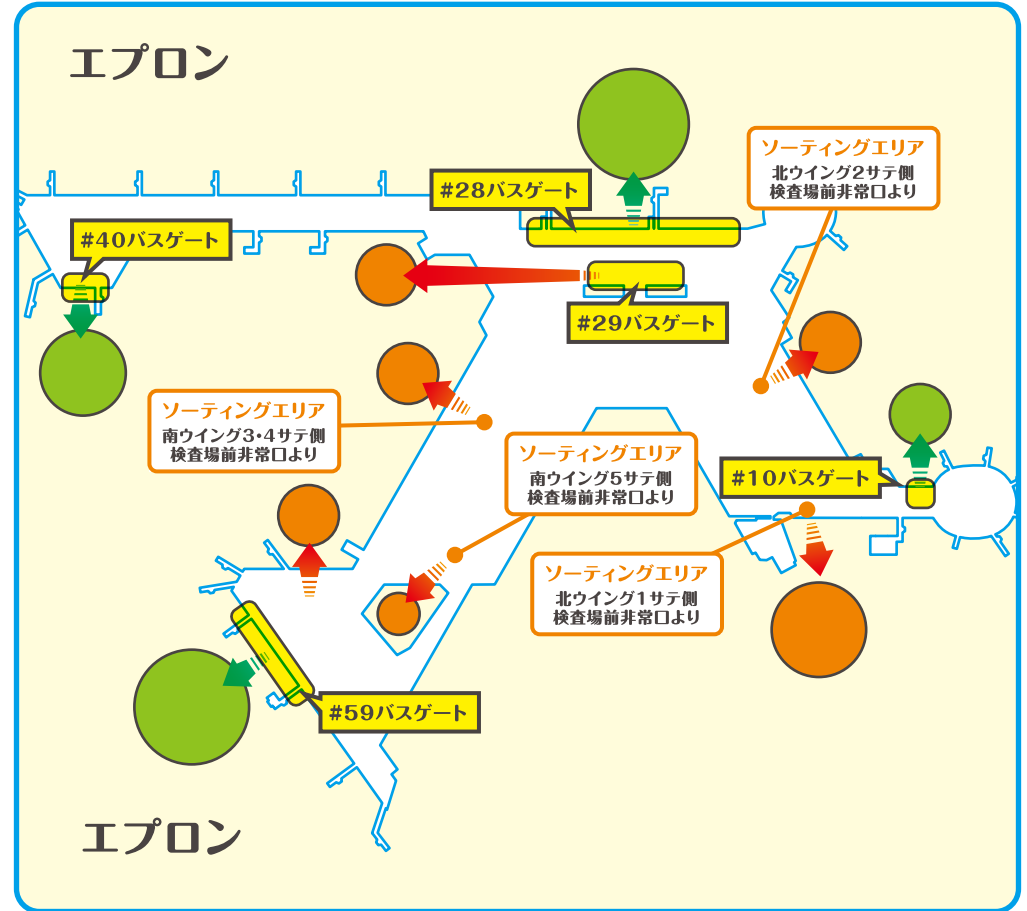 エプロン
ソーティングエリア
北ウイング2サテ側
検査場前非常口より
#28バスゲート
#40バスゲート
#29バスゲート
ソーティングエリア
南ウイング3・4サテ側
検査場前非常口より
ソーティングエリア
南ウイング5サテ側
検査場前非常口より
#10バスゲート
ソーティングエリア
北ウイング1サテ側
検査場前非常口より
#59バスゲート
エプロン